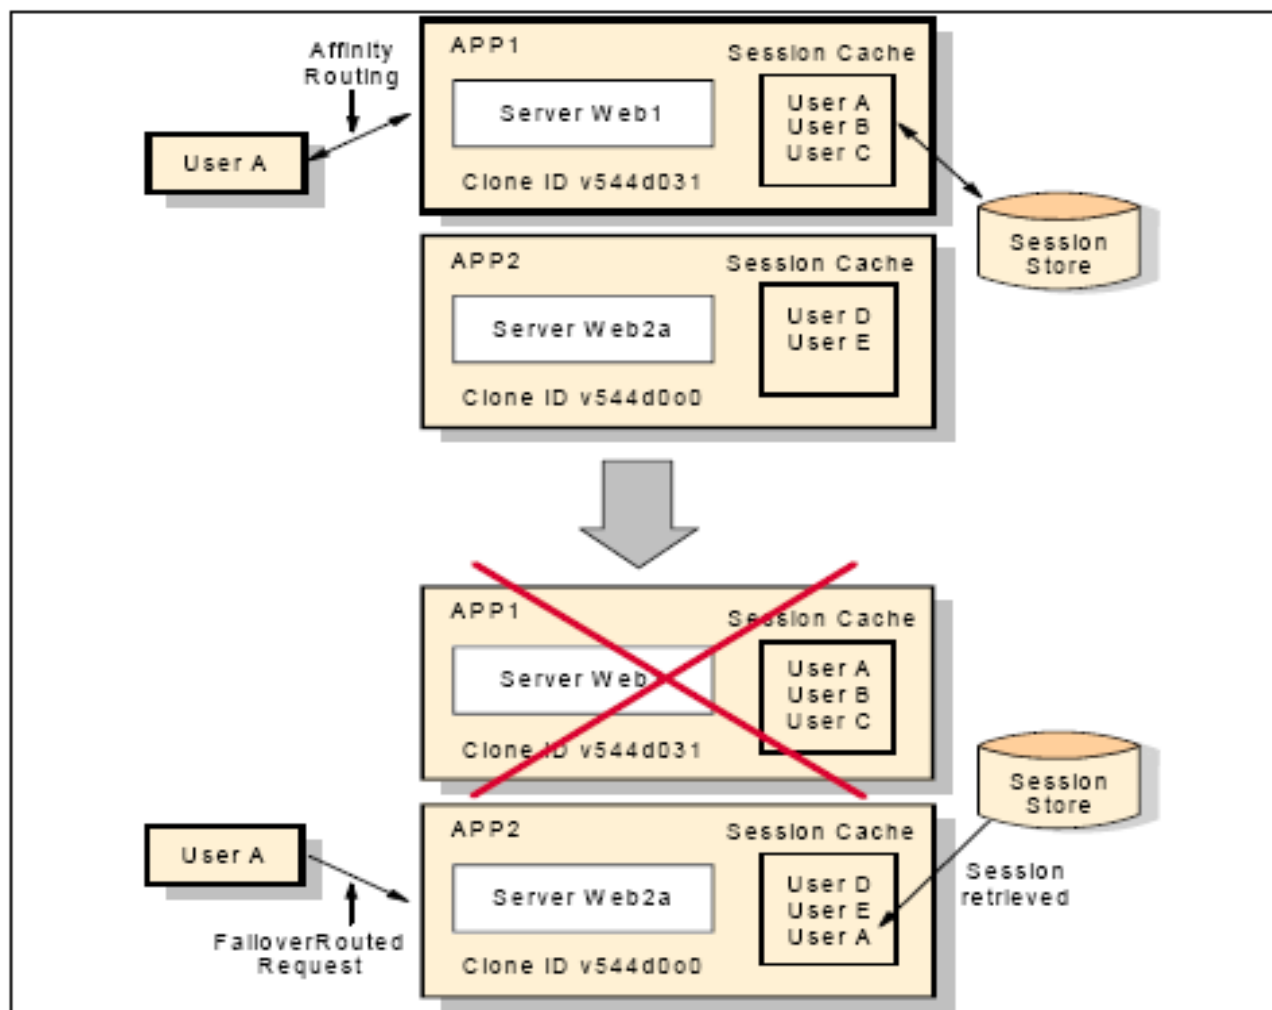 Affinity
Routing
User A
APP1
Session Cache
Server Web1
User A
User B
User C
Clone ID v544d031
Session
Store
APP2
Session Cache
Server Web2a
User D
User E
Clone ID v544d0o0
APP1
Session Cache
Server Web
User A
User B
User C
Clone ID v544d031
Session
Store
User A
FailoverRouted
Request
APP2
Session Cache
Server Web2a
User D
User E
User A
Clone ID v544d0o0
Session
retrieved